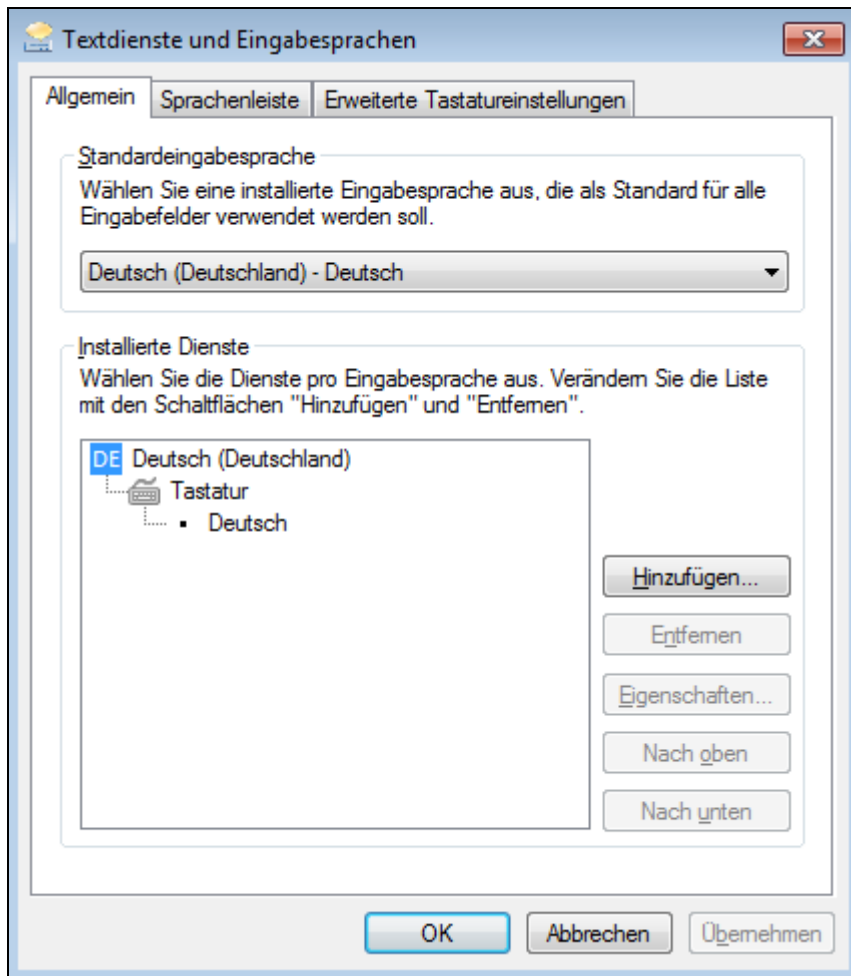 Textdienste und Eingabesprachen
Allgemein Sprachenleiste Erweiterte Tastatureinstellungen
Standardeingabesprache
Wählen Sie eine installierte Eingabesprache aus, die als Standard für alle
Eingabefelder verwendet werden soll.
Deutsch (Deutschland) - Deutsch
Installierte Dienste
Wählen Sie die Dienste pro Eingabesprache aus. Verändern Sie die Liste
mit den Schaltflächen "Hinzufügen" und "Entfernen".
DE Deutsch (Deutschland)
Tastatur
▪ Deutsch
Hinzufügen...
Entfernen
Eigenschaften...
Nach oben
Nach unten
OK Abbrechen Übernehmen